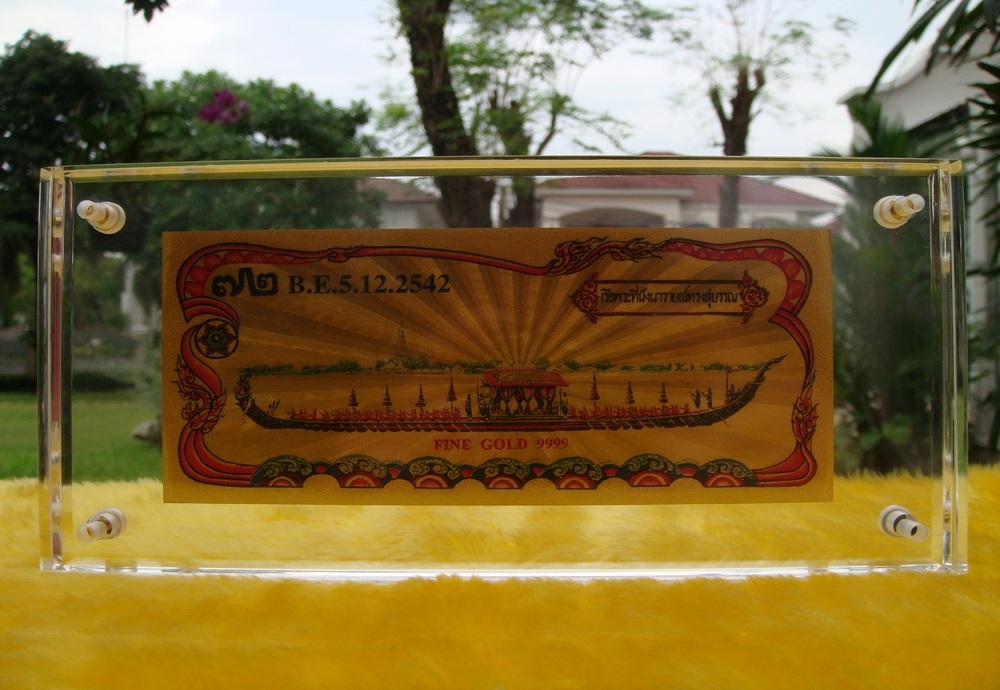 ๗๒ B.E.5.12.2542
เรือพระที่นั่งนารายณ์ทรงสุบรรณ
FINE GOLD 9999